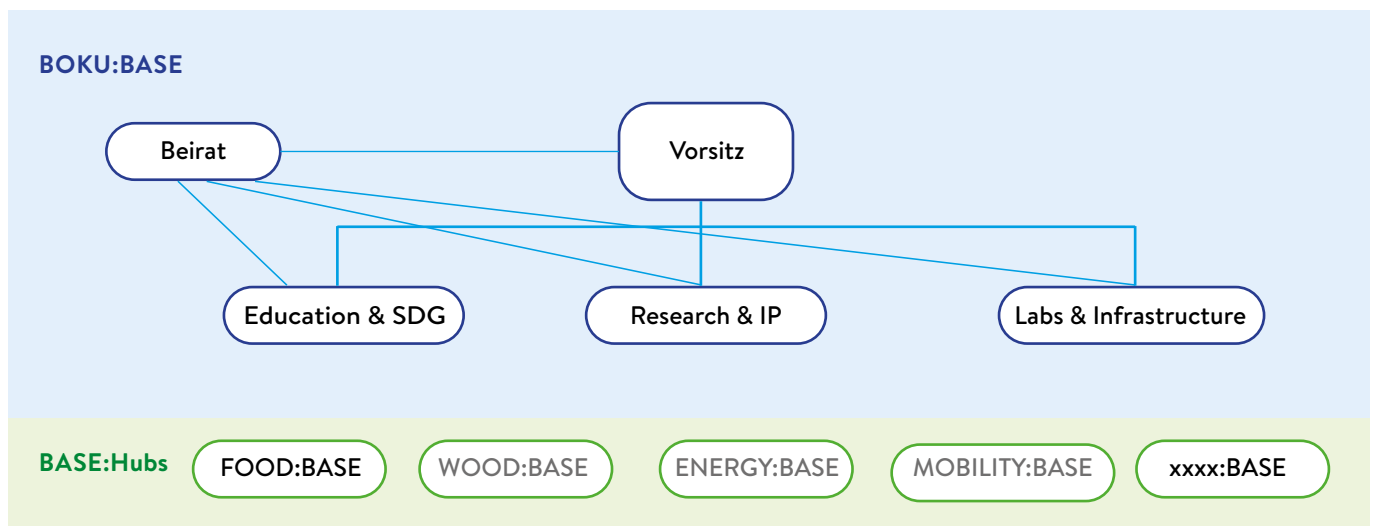 BOKU:BASE
Beirat
Vorsitz
Education & SDG
Research & IP
Labs & Infrastructure
BASE:Hubs
FOOD:BASE
WOOD:BASE
ENERGY:BASE
MOBILITY:BASE
xxxx:BASE